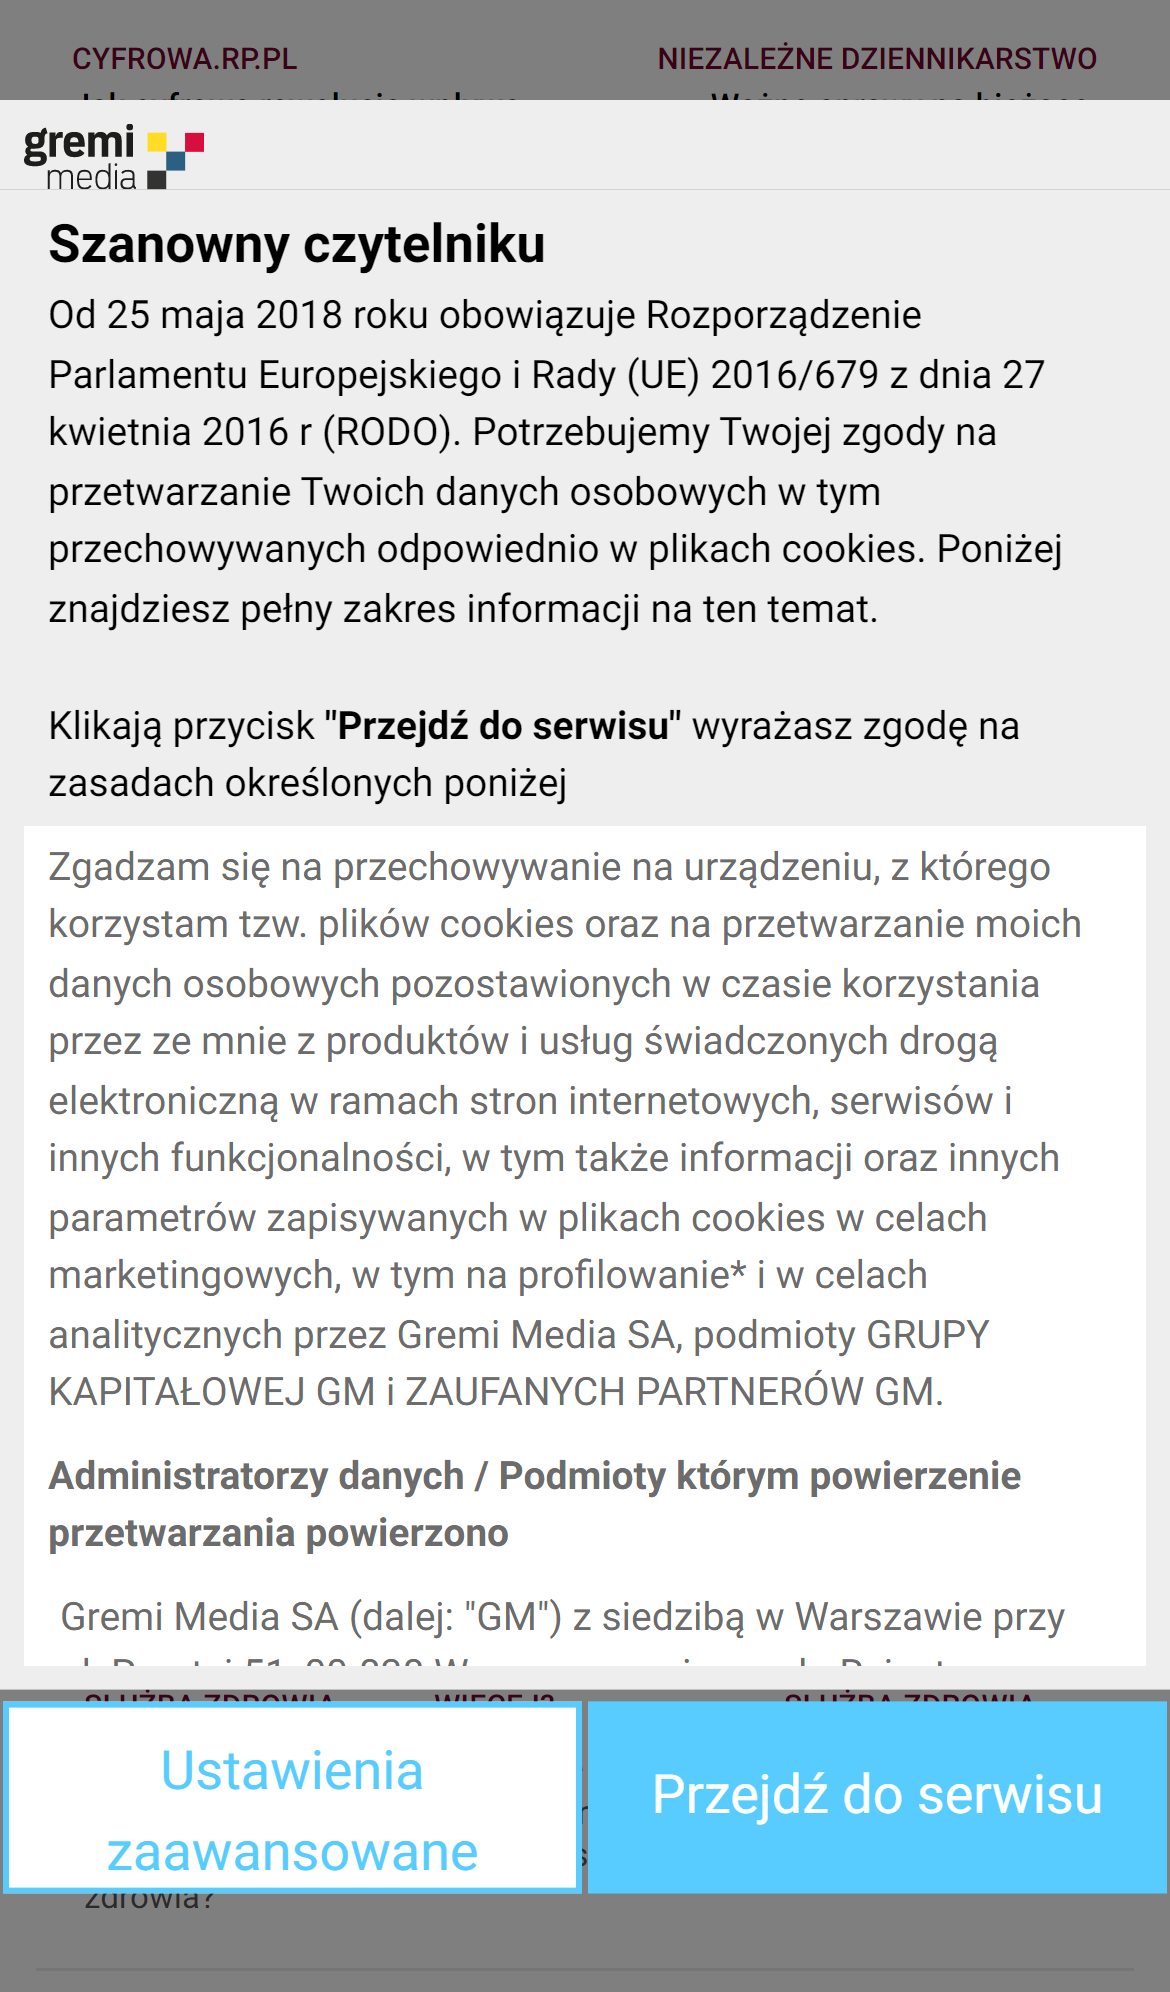 CYFROWA.RP.PL
NIEZALEŻNE DZIENNIKARSTWO
gremi
media
Szanowny czytelniku
Od 25 maja 2018 roku obowiązuje Rozporządzenie
Parlamentu Europejskiego i Rady (UE) 2016/679 z dnia 27
kwietnia 2016 r (RODO). Potrzebujemy Twojej zgody na
przetwarzanie Twoich danych osobowych w tym
przechowywanych odpowiednio w plikach cookies. Poniżej
znajdziesz pełny zakres informacji na ten temat.
Klikają przycisk "Przejdź do serwisu" wyrażasz zgodę na
zasadach określonych poniżej
Zgadzam się na przechowywanie na urządzeniu, z którego
korzystam tzw. plików cookies oraz na przetwarzanie moich
danych osobowych pozostawionych w czasie korzystania
przez ze mnie z produktów i usług świadczonych drogą
elektroniczną w ramach stron internetowych, serwisów i
innych funkcjonalności, w tym także informacji oraz innych
parametrów zapisywanych w plikach cookies w celach
marketingowych, w tym na profilowanie* i w celach
analitycznych przez Gremi Media SA, podmioty GRUPY
KAPITAŁOWEJ GM i ZAUFANYCH PARTNERÓW GM.
Administratorzy danych / Podmioty którym powierzenie
przetwarzania powierzono
Gremi Media SA (dalej: "GM") z siedzibą w Warszawie przy
SŁUŻBA ZDROWIA
SŁUŻBA ZDROWIA
Ustawienia
zaawansowane
Przejdź do serwisu
zdrowia?